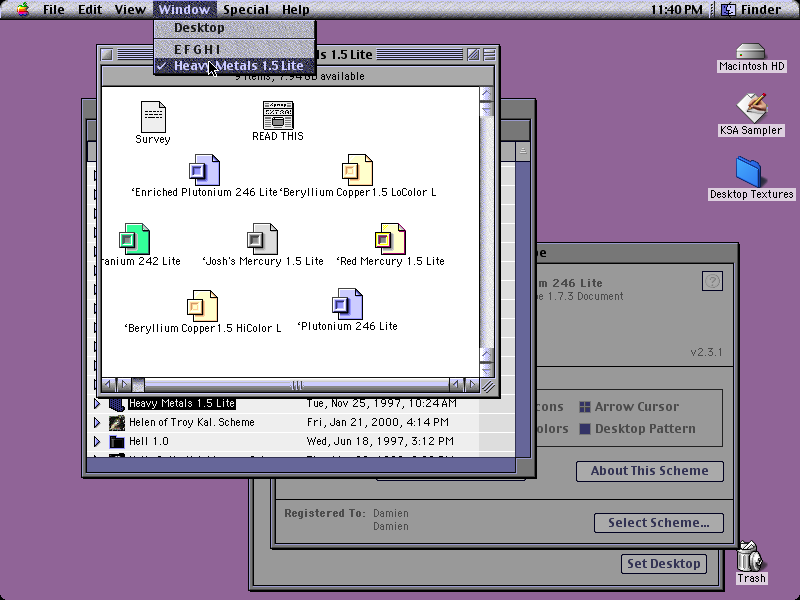 File Edit View Window Special Help 11:40 PM Finder
Desktop
E F G H I
Heavy Metals 1.5 Lite
ls 1.5 Lite
9 items, 7.94 GB available
Survey
READ THIS
'Enriched Plutonium 246 Lite
'Beryllium Copper 1.5 LoColor L
ranium 242 Lite
'Josh's Mercury 1.5 Lite
'Red Mercury 1.5 Lite
'Beryllium Copper 1.5 HiColor L
'Plutonium 246 Lite
Macintosh HD
KSA Sampler
Desktop Textures
Heavy Metals 1.5 Lite Tue, Nov 25, 1997, 10:24 AM
Helen of Troy Kal. Scheme Fri, Jan 21, 2000, 4:14 PM
Hell 1.0 Wed, Jun 18, 1997, 3:12 PM
m 246 Lite
pe 1.7.3 Document
v2.3.1
cons Arrow Cursor
olors Desktop Pattern
About This Scheme
Registered To: Damien
Damien
Select Scheme...
Set Desktop
Trash